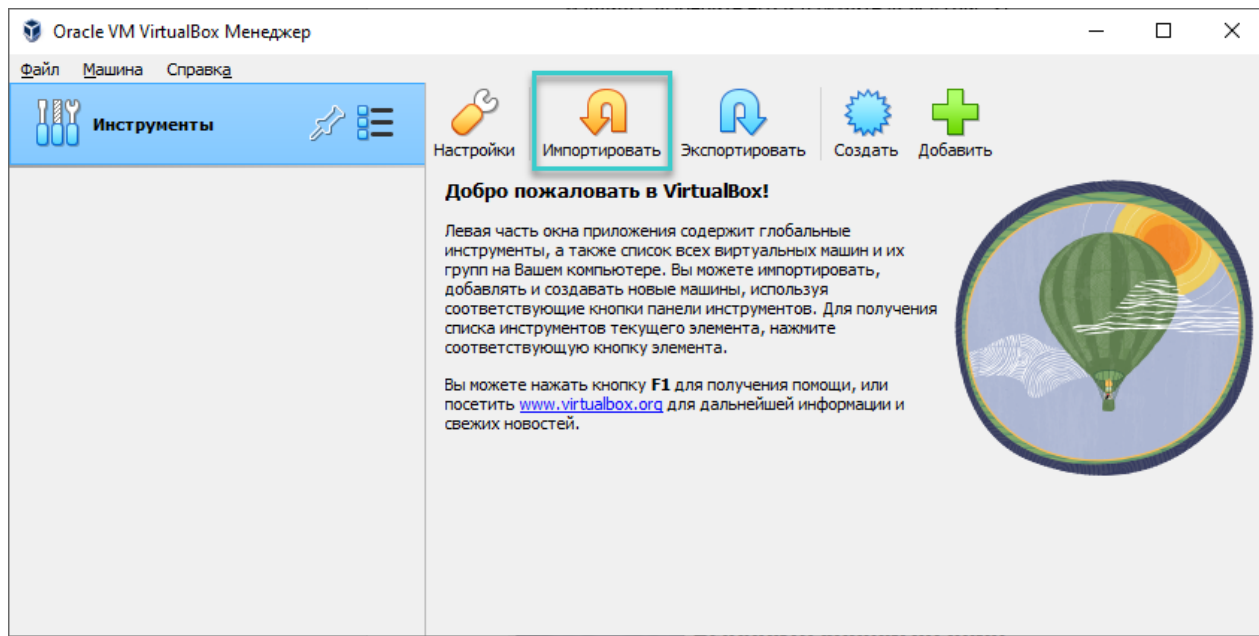 Oracle VM VirtualBox Менеджер
Файл Машина Справка
Инструменты
Настройки Импортировать Экспортировать Создать Добавить
Добро пожаловать в VirtualBox!
Левая часть окна приложения содержит глобальные
инструменты, а также список всех виртуальных машин и их
групп на Вашем компьютере. Вы можете импортировать,
добавлять и создавать новые машины, используя
соответствующие кнопки панели инструментов. Для получения
списка инструментов текущего элемента, нажмите
соответствующую кнопку элемента.
Вы можете нажать кнопку F1 для получения помощи, или
посетить www.virtualbox.org для дальнейшей информации и
свежих новостей.